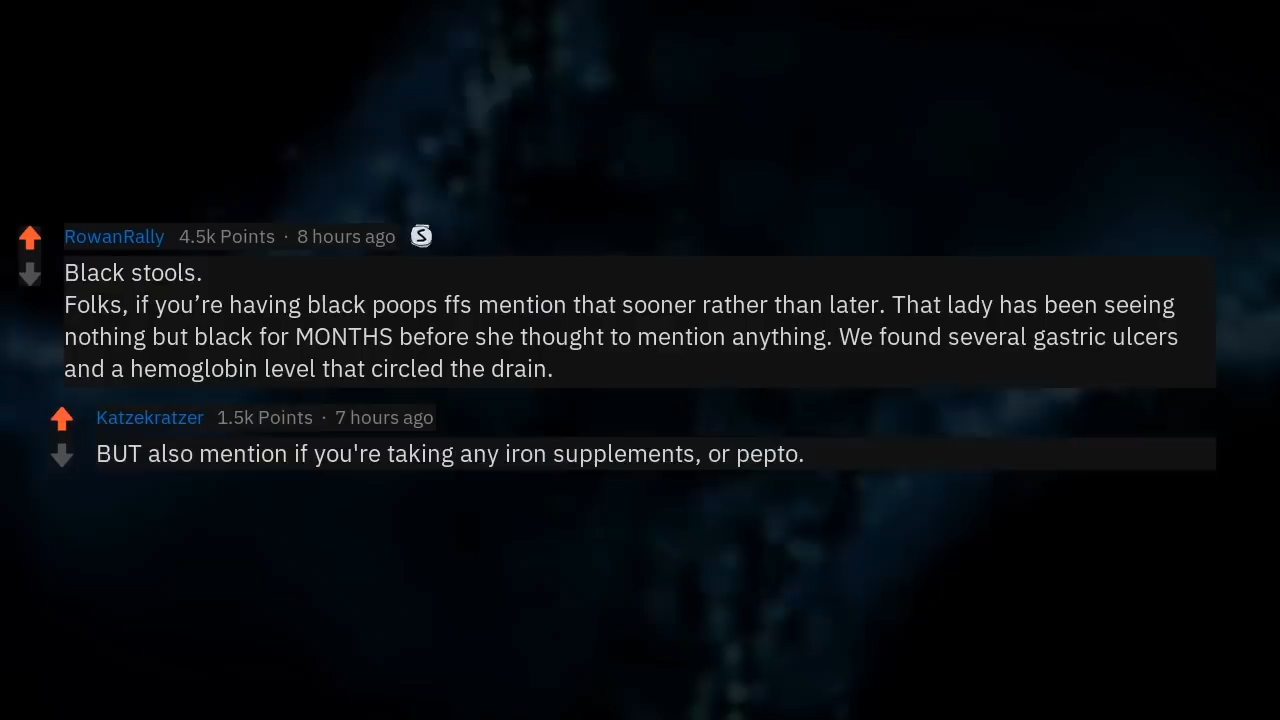 RowanRally 4.5k Points · 8 hours ago S
Black stools.
Folks, if you’re having black poops ffs mention that sooner rather than later. That lady has been seeing
nothing but black for MONTHS before she thought to mention anything. We found several gastric ulcers
and a hemoglobin level that circled the drain.
Katzekratzer 1.5k Points · 7 hours ago
BUT also mention if you're taking any iron supplements, or pepto.